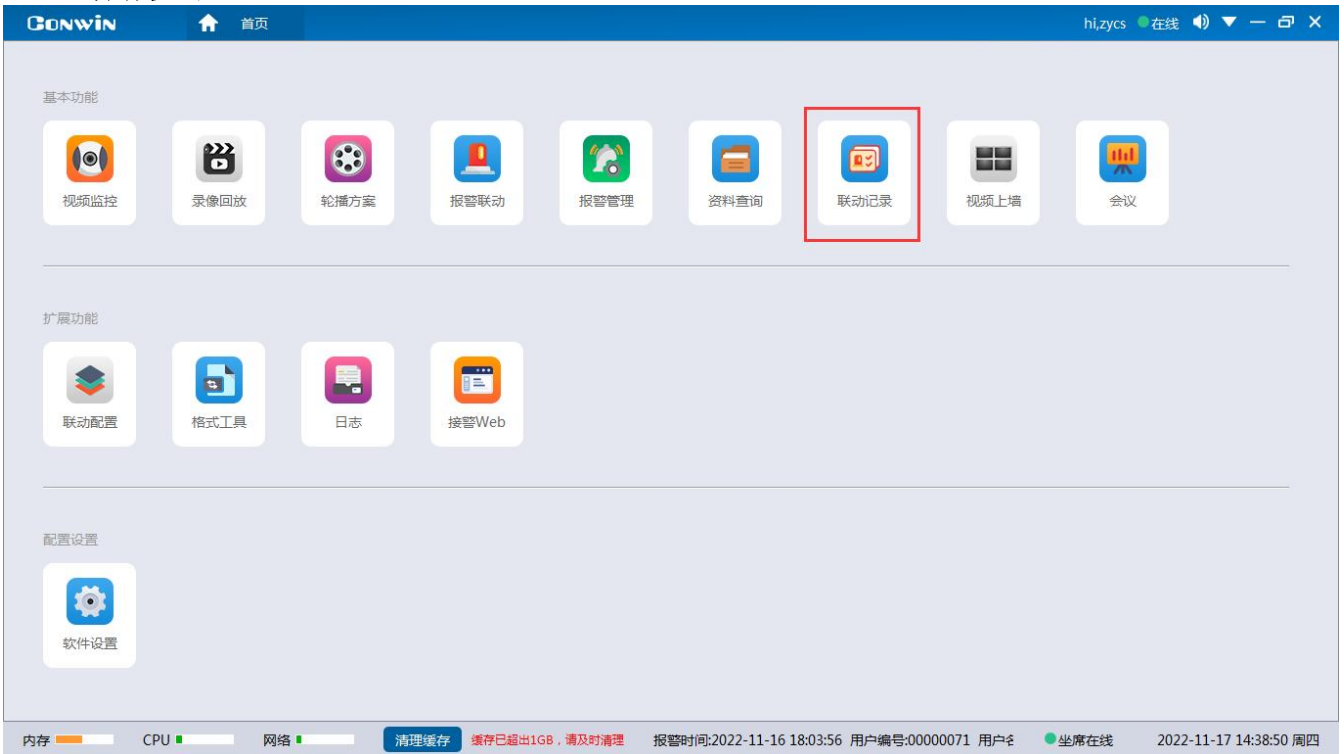 CONWIN 首页 hi,zycs 在线
基本功能
视频监控 录像回放 轮播方案 报警联动 报警管理 资料查询 联动记录 视频上墙 会议
扩展功能
联动配置 格式工具 日志 接警Web
配置设置
软件设置
内存 CPU 网络 清理缓存 缓存已超出1GB，请及时清理 报警时间:2022-11-16 18:03:56 用户编号:00000071 用户名 坐席在线 2022-11-17 14:38:50 周四